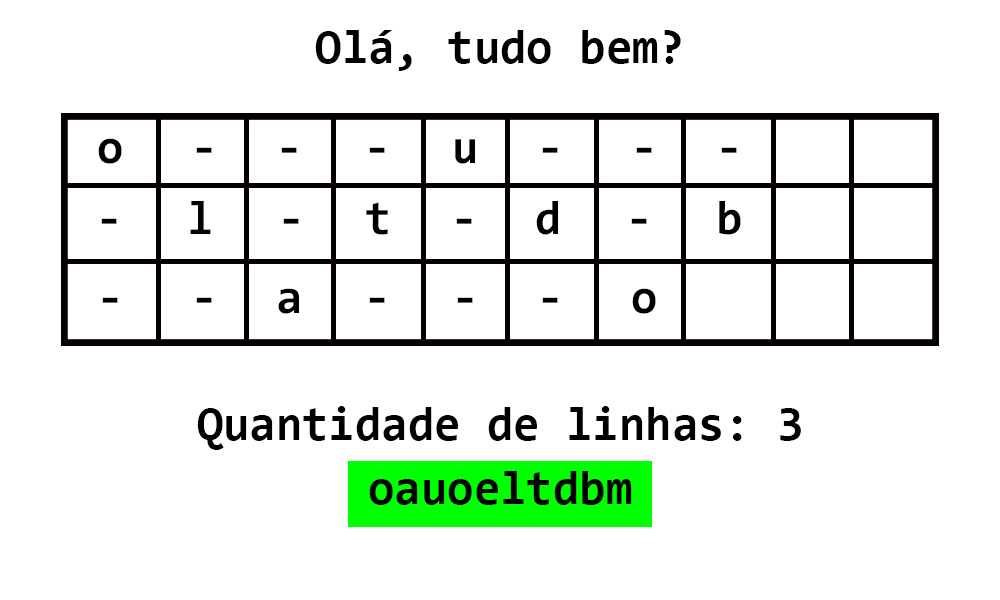 Olá, tudo bem?
o - - - u - - -
- l - t - d - b
- - a - - - o
Quantidade de linhas: 3
oauoeltdbm